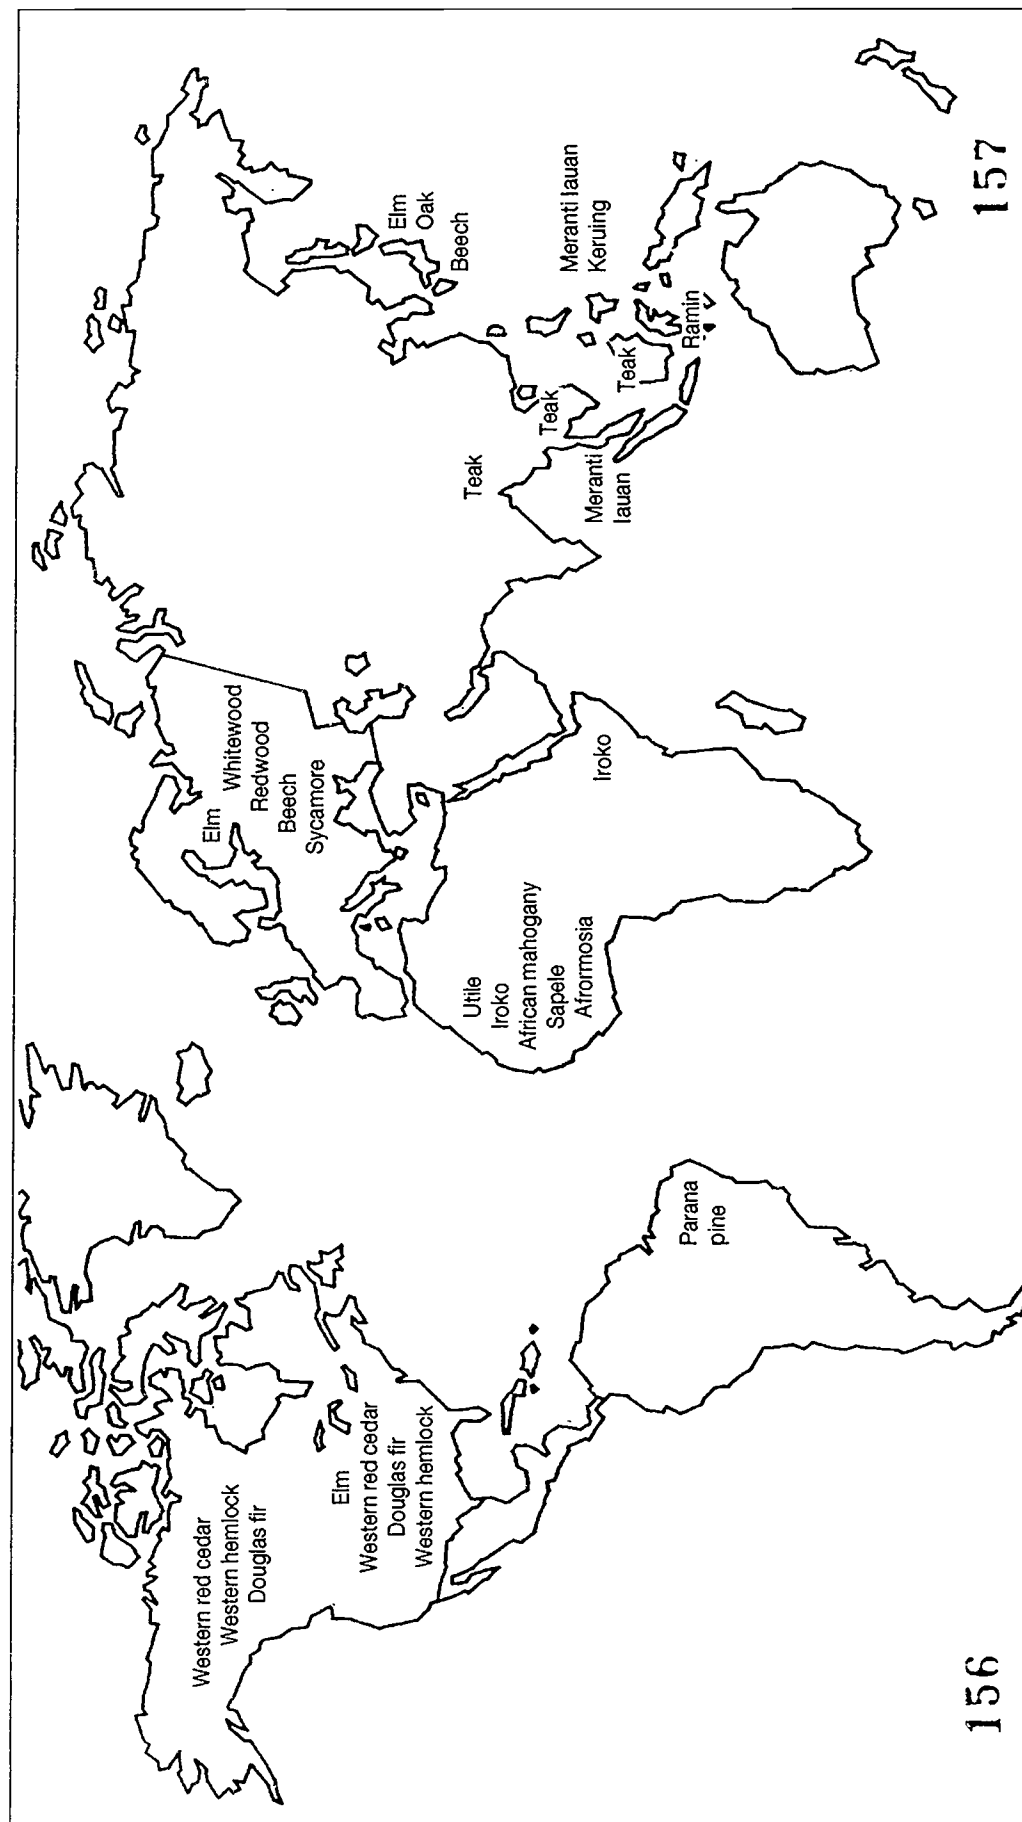 Western red cedar
Western hemlock
Douglas fir
Elm
Western red cedar
Douglas fir
Western hemlock
Parana
pine
Elm
Whitewood
Redwood
Beech
Sycamore
Utile
Iroko
African mahogany
Sapele
Afrormosia
Iroko
Teak
Teak
Teak
Meranti
lauan
Ramin
Elm
Oak
Beech
Meranti lauan
Keruing
156
157